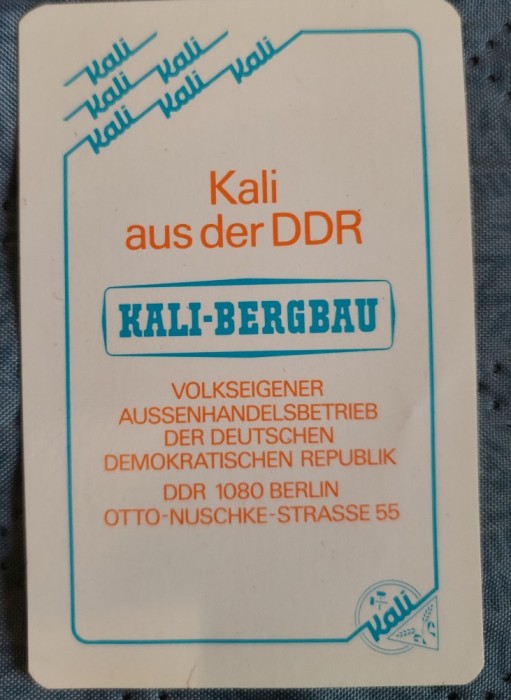 Kali
Kali Kali
Kali Kali Kali
Kali
aus der DDR
KALI-BERGBAU
VOLKSEIGENER
AUSSENHANDELSBETRIEB
DER DEUTSCHEN
DEMOKRATISCHEN REPUBLIK
DDR 1080 BERLIN
OTTO-NUSCHKE-STRASSE 55
Kali